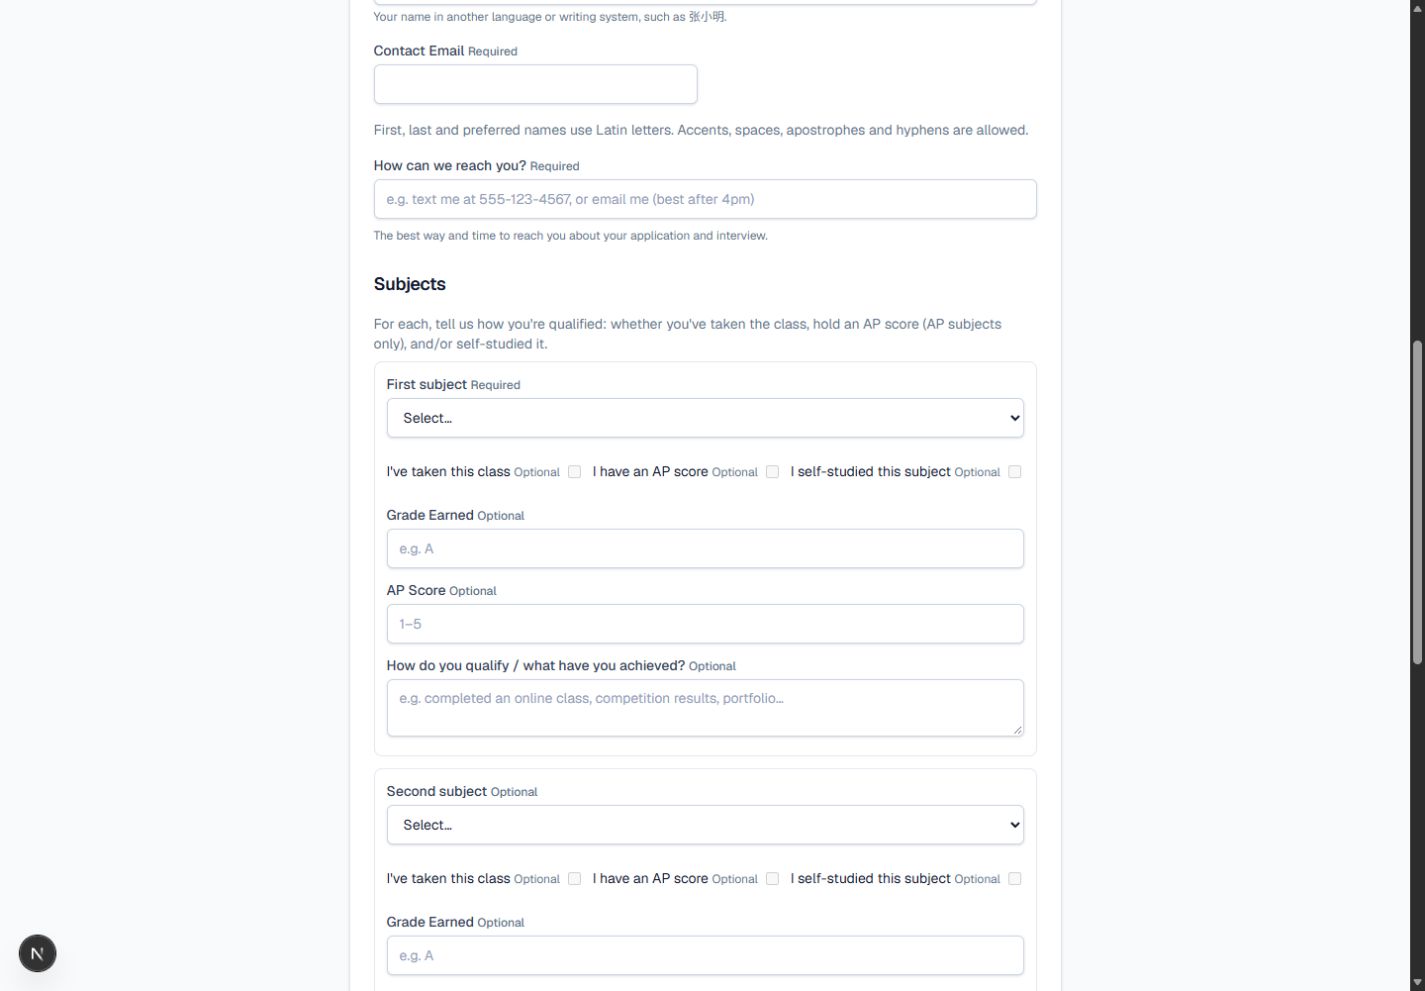 Your name in another language or writing system, such as 张小明.
Contact Email Required
First, last and preferred names use Latin letters. Accents, spaces, apostrophes and hyphens are allowed.
How can we reach you? Required
e.g. text me at 555-123-4567, or email me (best after 4pm)
The best way and time to reach you about your application and interview.
Subjects
For each, tell us how you're qualified: whether you've taken the class, hold an AP score (AP subjects
only), and/or self-studied it.
First subject Required
Select…
I've taken this class Optional I have an AP score Optional I self-studied this subject Optional
Grade Earned Optional
e.g. A
AP Score Optional
1–5
How do you qualify / what have you achieved? Optional
e.g. completed an online class, competition results, portfolio…
Second subject Optional
Select…
I've taken this class Optional I have an AP score Optional I self-studied this subject Optional
Grade Earned Optional
e.g. A
N